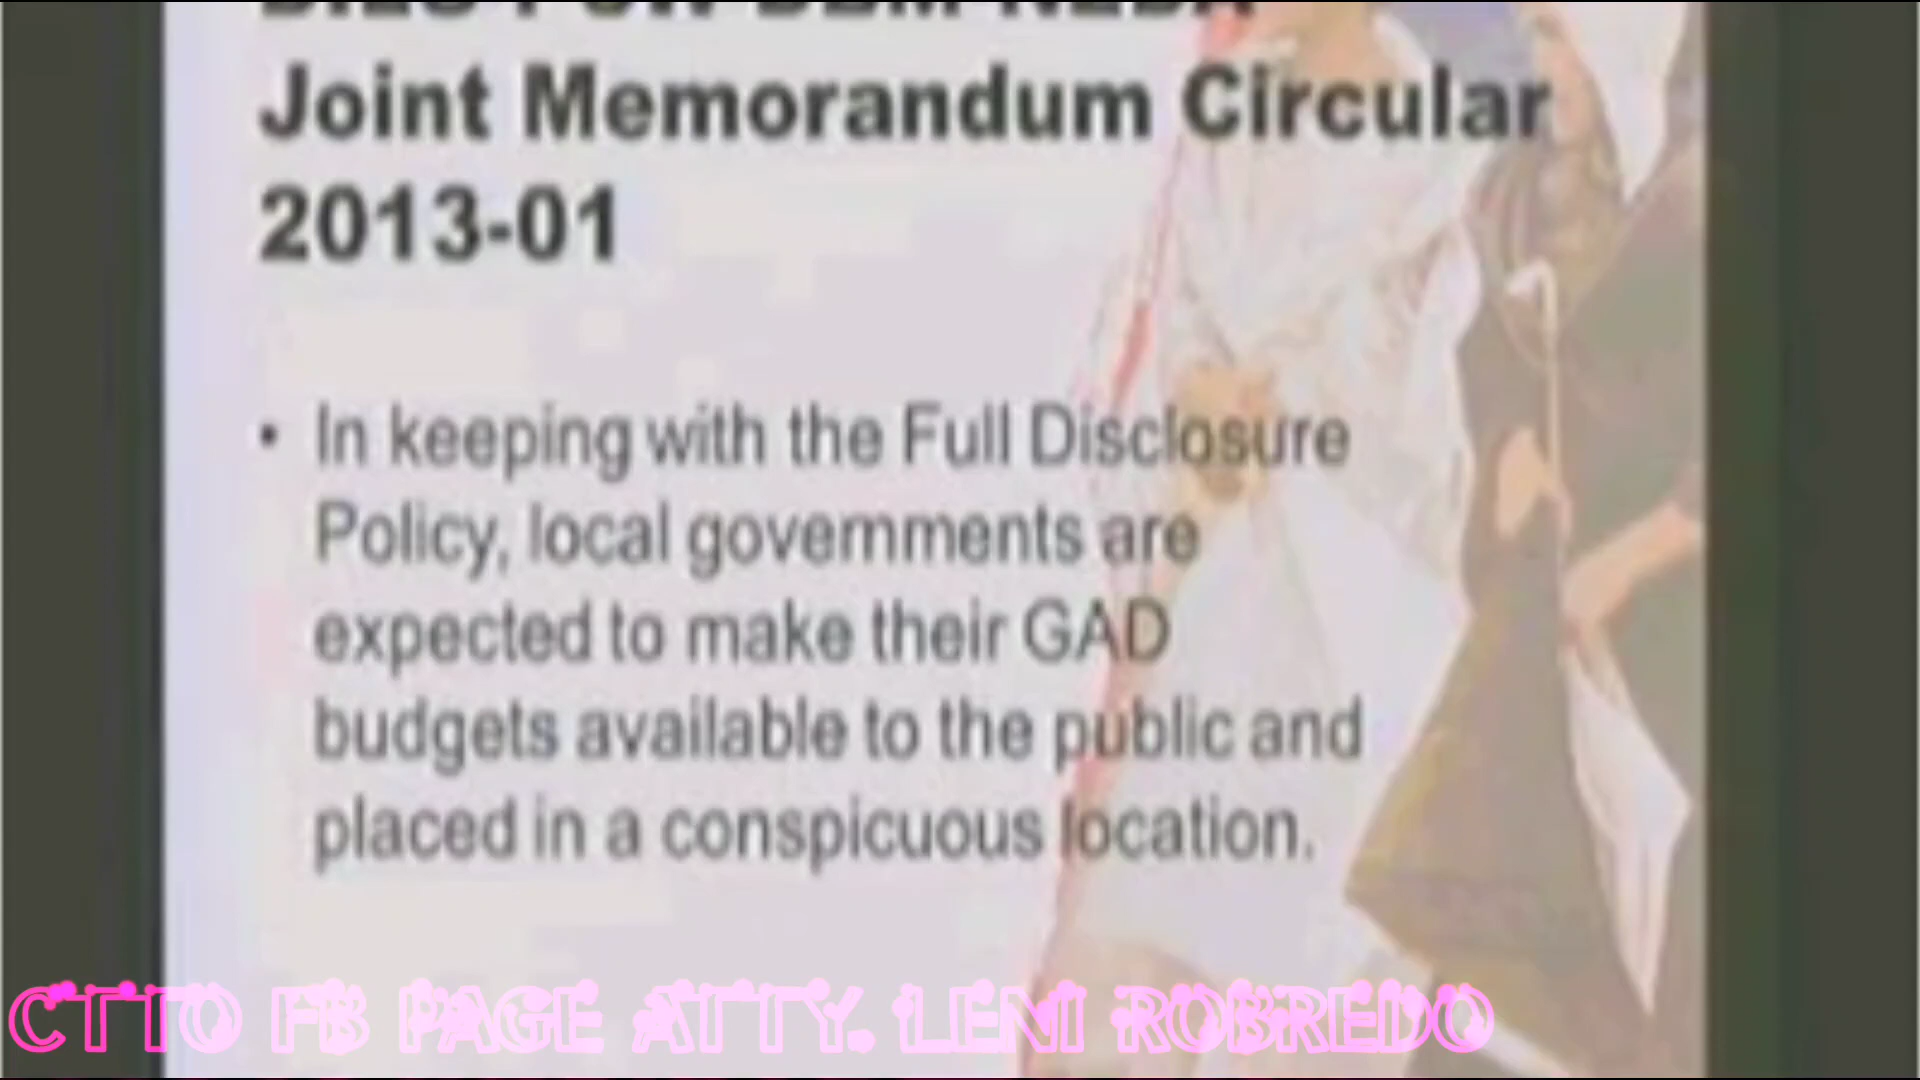 Joint Memorandum Circular
2013-01
• In keeping with the Full Disclosure
Policy, local governments are
expected to make their GAD
budgets available to the public and
placed in a conspicuous location.
CTTO FB PAGE ATTY. LENI ROBREDO